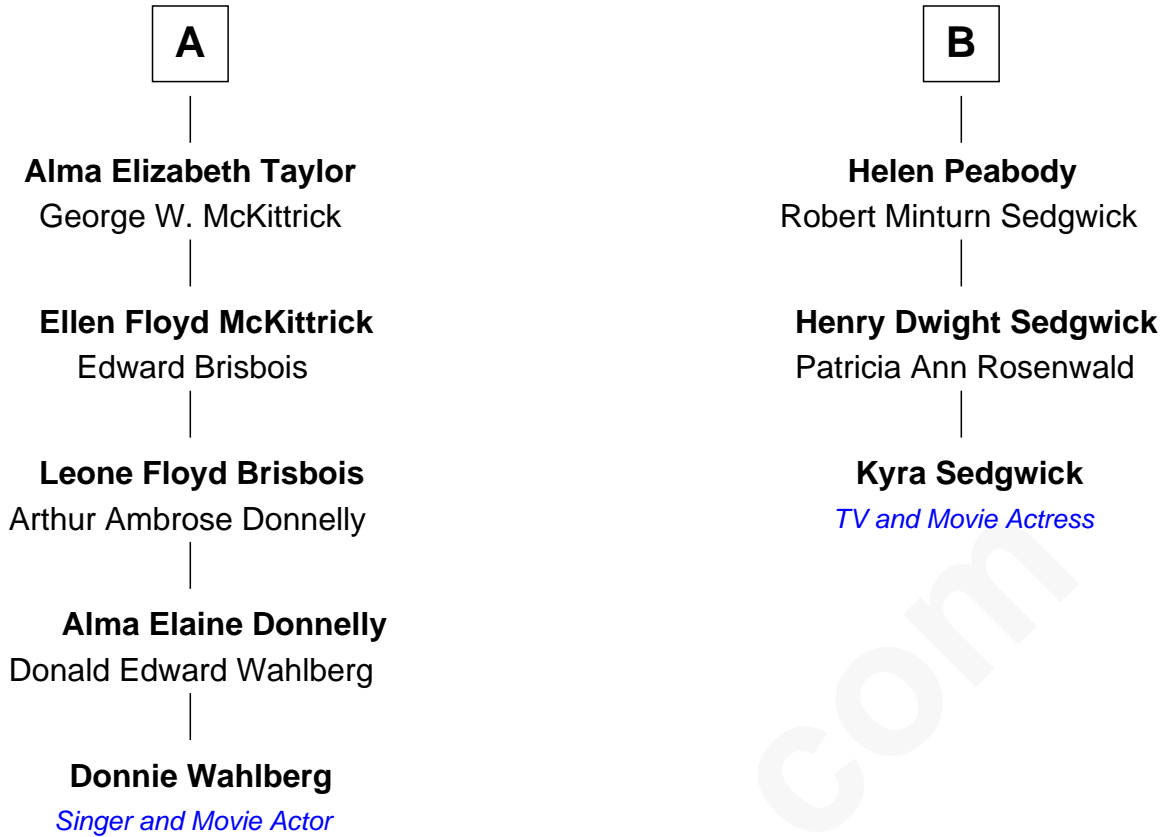 A
Alma Elizabeth Taylor
George W. McKittrick
Ellen Floyd McKittrick
Edward Brisbois
Leone Floyd Brisbois
Arthur Ambrose Donnelly
Alma Elaine Donnelly
Donald Edward Wahlberg
Donnie Wahlberg
Singer and Movie Actor
B
Helen Peabody
Robert Minturn Sedgwick
Henry Dwight Sedgwick
Patricia Ann Rosenwald
Kyra Sedgwick
TV and Movie Actress
com